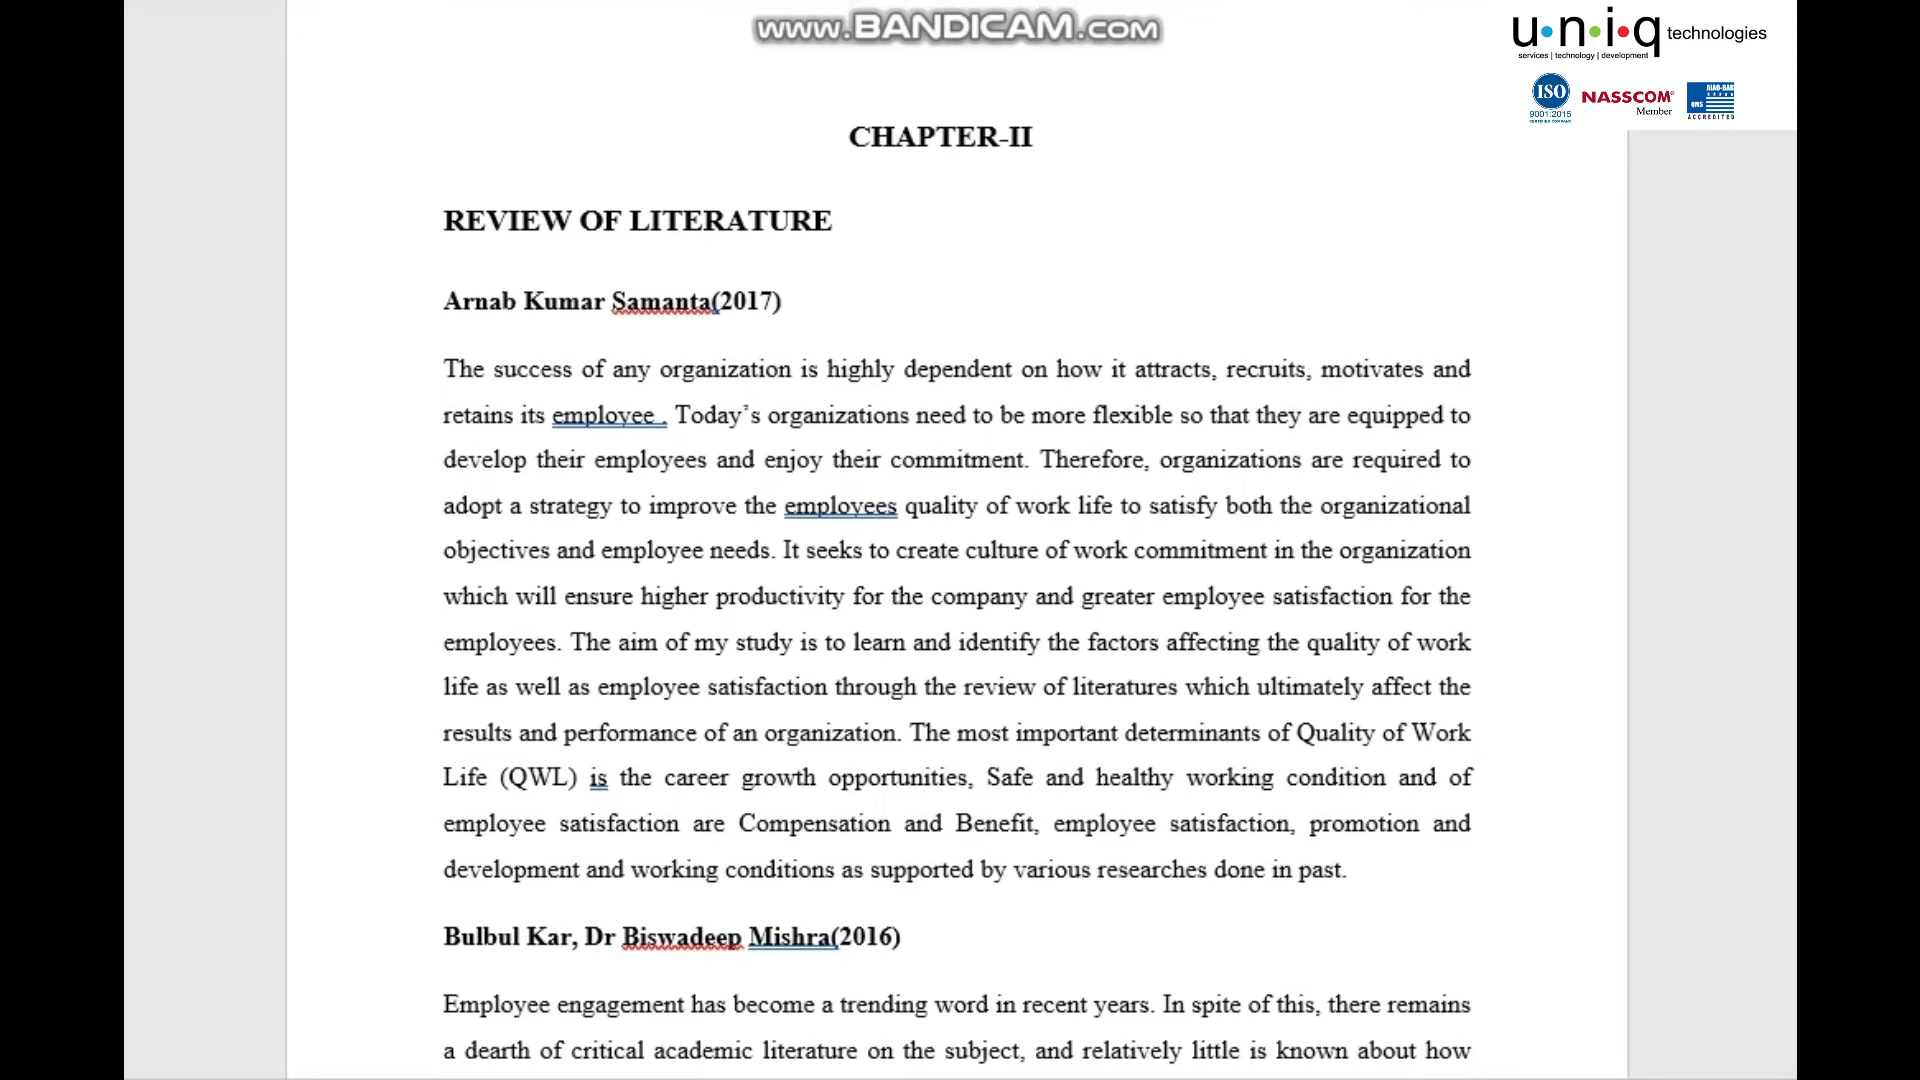 www.BANDICAM.com
u·n·i·q technologies
services | technology | development
ISO
9001:2015
CERTIFIED COMPANY
NASSCOM®
Member
AIAO-BAR
QMS
ACCREDITED
CHAPTER-II
REVIEW OF LITERATURE
Arnab Kumar Samanta(2017)
The success of any organization is highly dependent on how it attracts, recruits, motivates and
retains its employee . Today’s organizations need to be more flexible so that they are equipped to
develop their employees and enjoy their commitment. Therefore, organizations are required to
adopt a strategy to improve the employees quality of work life to satisfy both the organizational
objectives and employee needs. It seeks to create culture of work commitment in the organization
which will ensure higher productivity for the company and greater employee satisfaction for the
employees. The aim of my study is to learn and identify the factors affecting the quality of work
life as well as employee satisfaction through the review of literatures which ultimately affect the
results and performance of an organization. The most important determinants of Quality of Work
Life (QWL) is the career growth opportunities, Safe and healthy working condition and of
employee satisfaction are Compensation and Benefit, employee satisfaction, promotion and
development and working conditions as supported by various researches done in past.
Bulbul Kar, Dr Biswadeep Mishra(2016)
Employee engagement has become a trending word in recent years. In spite of this, there remains
a dearth of critical academic literature on the subject, and relatively little is known about how